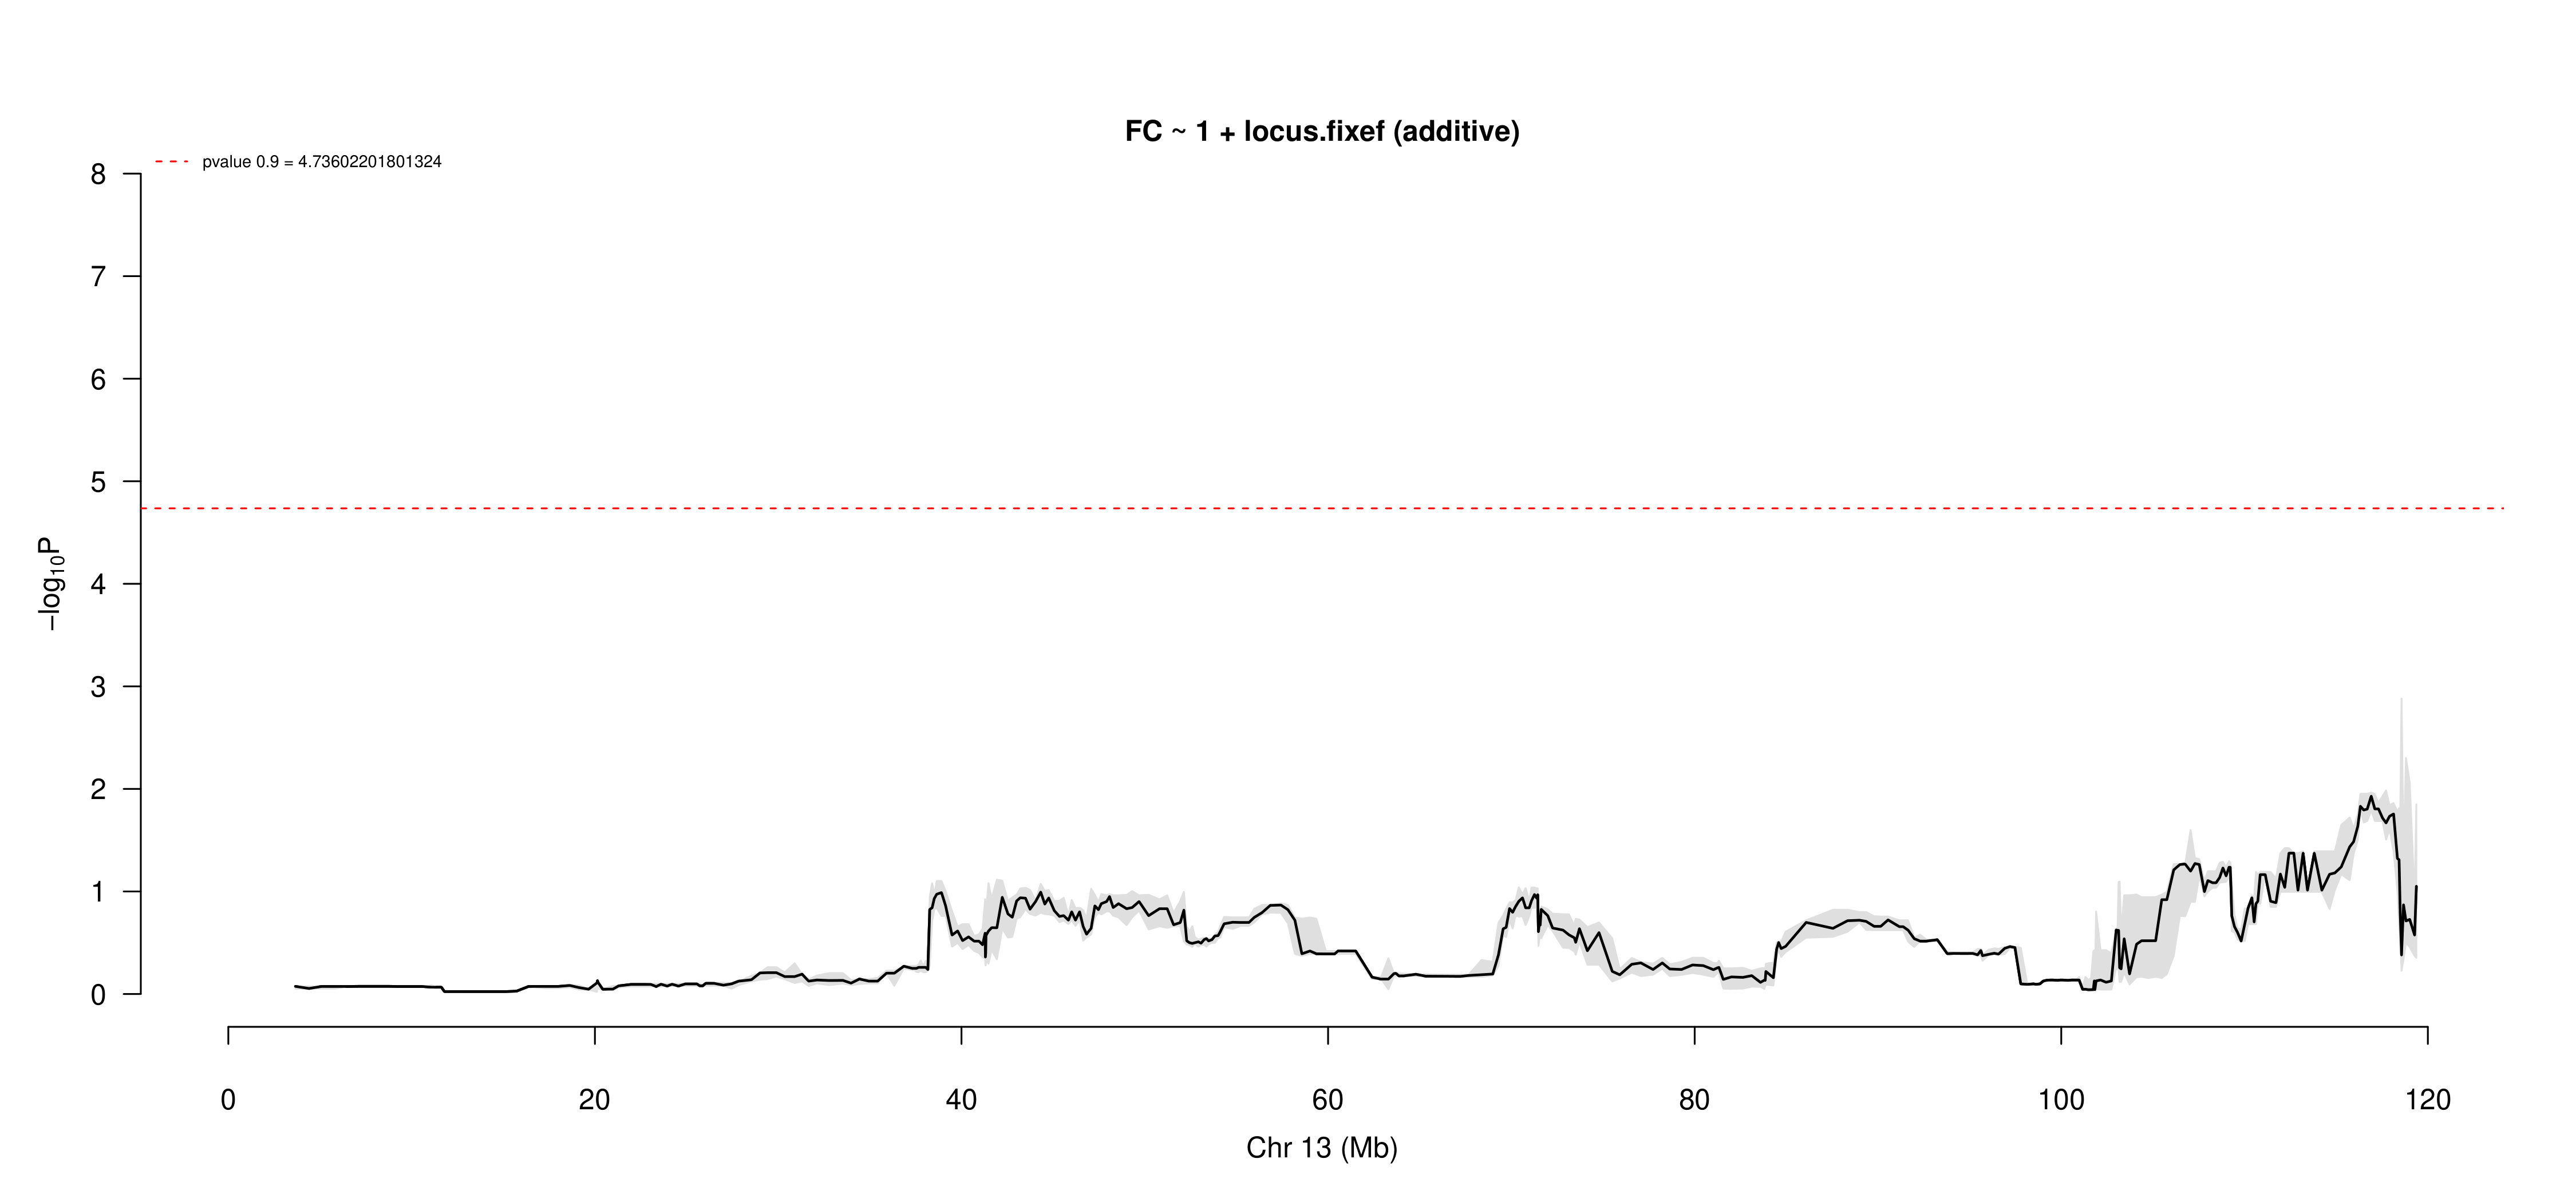 FC ~ 1 + locus.fixef (additive)
pvalue 0.9 = 4.73602201801324
8
7
6
5
4
3
2
1
0
−log10P
0 20 40 60 80 100 120
Chr 13 (Mb)